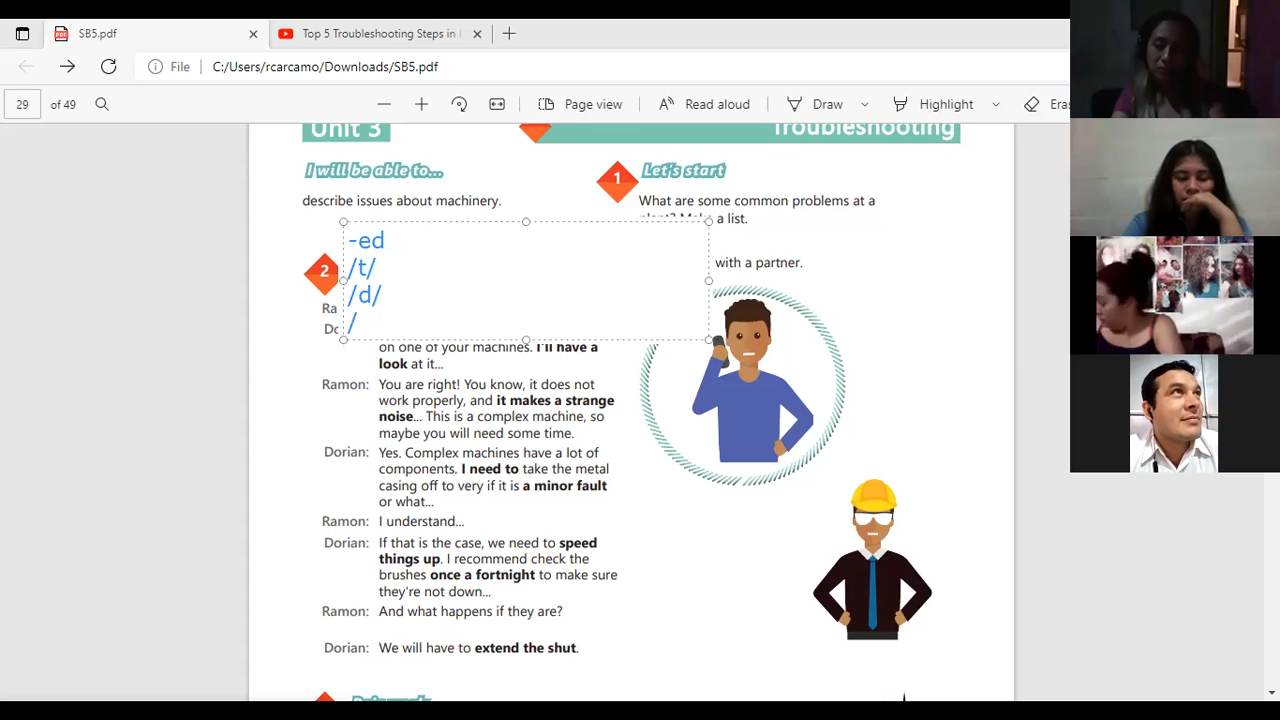 SB5.pdf
Top 5 Troubleshooting Steps in
File
C:/Users/rcarcamo/Downloads/SB5.pdf
29
of 49
Page view
Read aloud
Draw
Highlight
Unit 3
Troubleshooting
I will be able to...
describe issues about machinery.
1
Let's start
What are some common problems at a
a list.
with a partner.
-ed
/t/
/d/
/
2
on one of your machines. I'll have a
look at it...
Ramon: You are right! You know, it does not
work properly, and it makes a strange
noise... This is a complex machine, so
maybe you will need some time.
Dorian: Yes. Complex machines have a lot of
components. I need to take the metal
casing off to very if it is a minor fault
or what...
Ramon: I understand...
Dorian: If that is the case, we need to speed
things up. I recommend check the
brushes once a fortnight to make sure
they're not down...
Ramon: And what happens if they are?
Dorian: We will have to extend the shut.